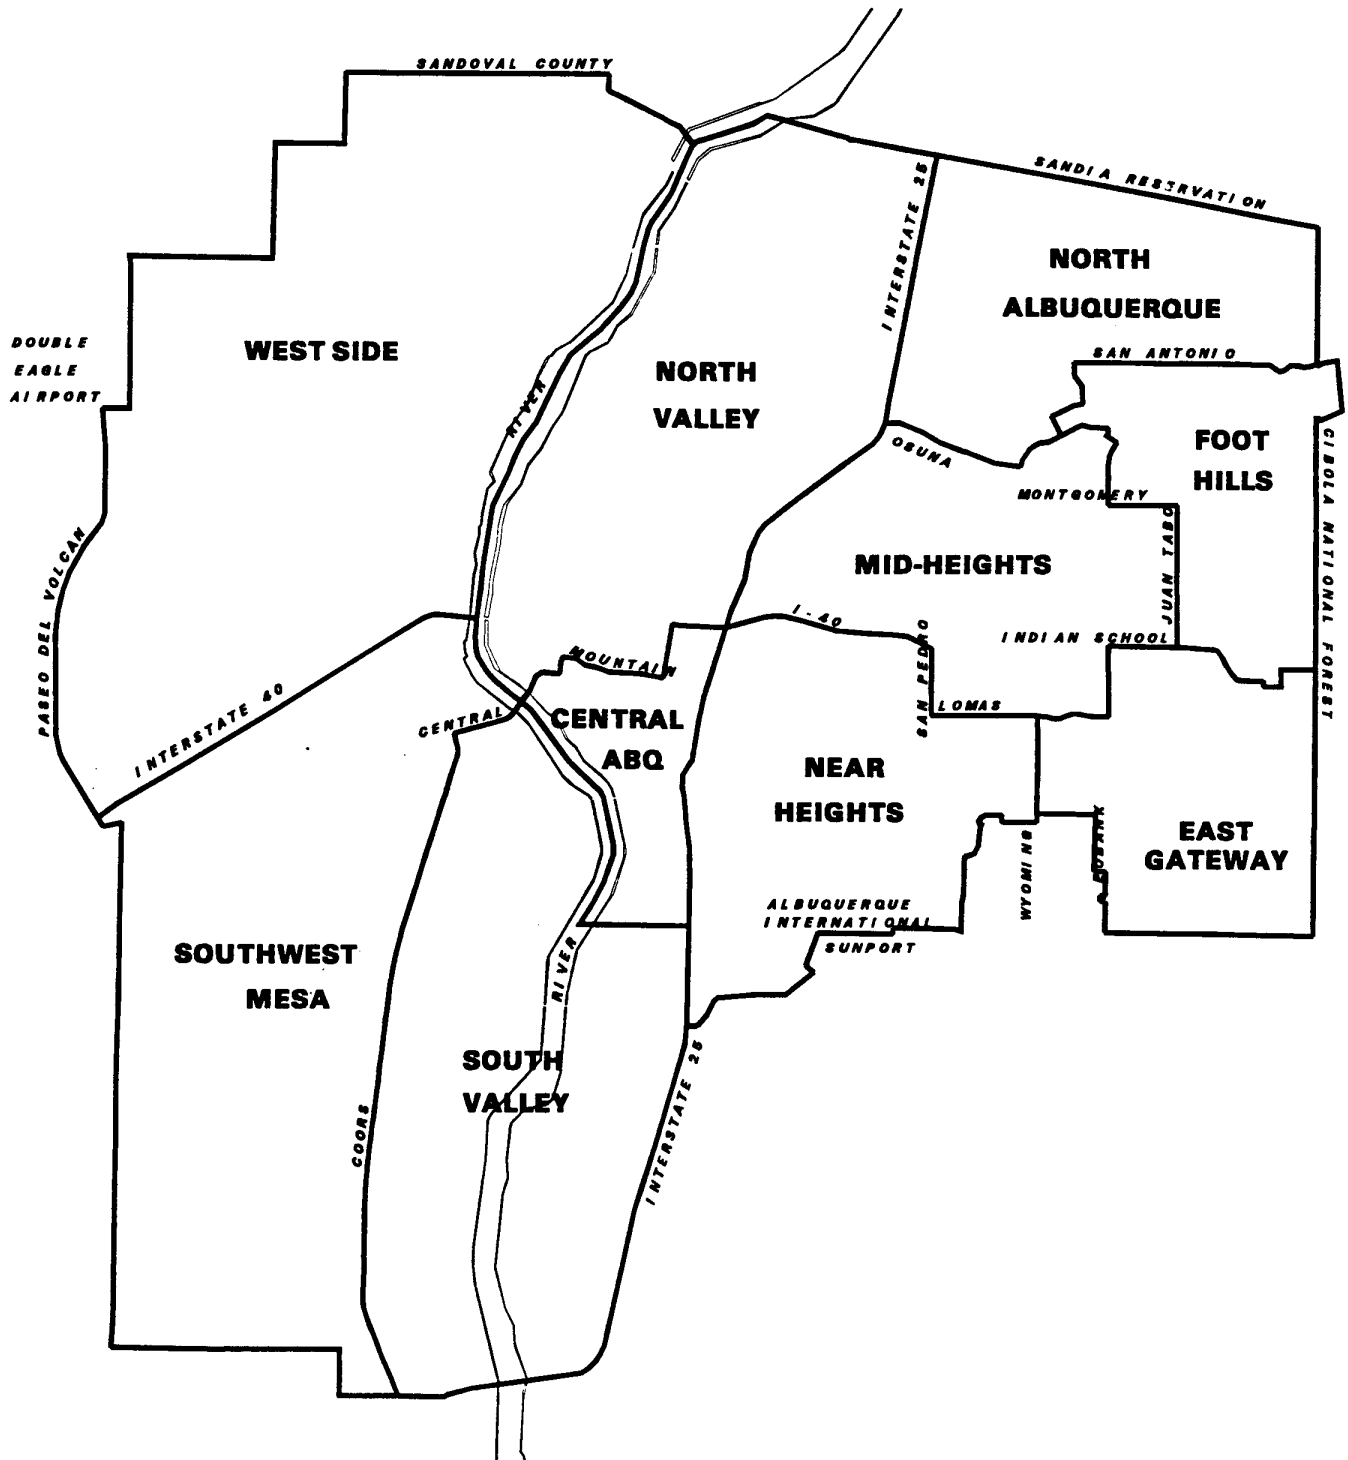 SANDOVAL COUNTY
SANDIA RESERVATION
INTERSTATE 25
NORTH
ALBUQUERQUE
DOUBLE
EAGLE
AIRPORT
WEST SIDE
SAN ANTONIO
NORTH
VALLEY
RIVER
OSUNA
FOOT
HILLS
CIBOLA NATIONAL FOREST
MONTGOMERY
JUAN TABO
PASEO DEL VOLCAN
MID-HEIGHTS
I-40
SAN PEDRO
INDIAN SCHOOL
MOUNTAIN
INTERSTATE 40
CENTRAL
LOMAS
CENTRAL
ABQ
NEAR
HEIGHTS
EAST
GATEWAY
WYOMING
EUBANK
ALBUQUERQUE
INTERNATIONAL
SUNPORT
SOUTHWEST
MESA
RIVER
SOUTH
VALLEY
COORS
INTERSTATE 25